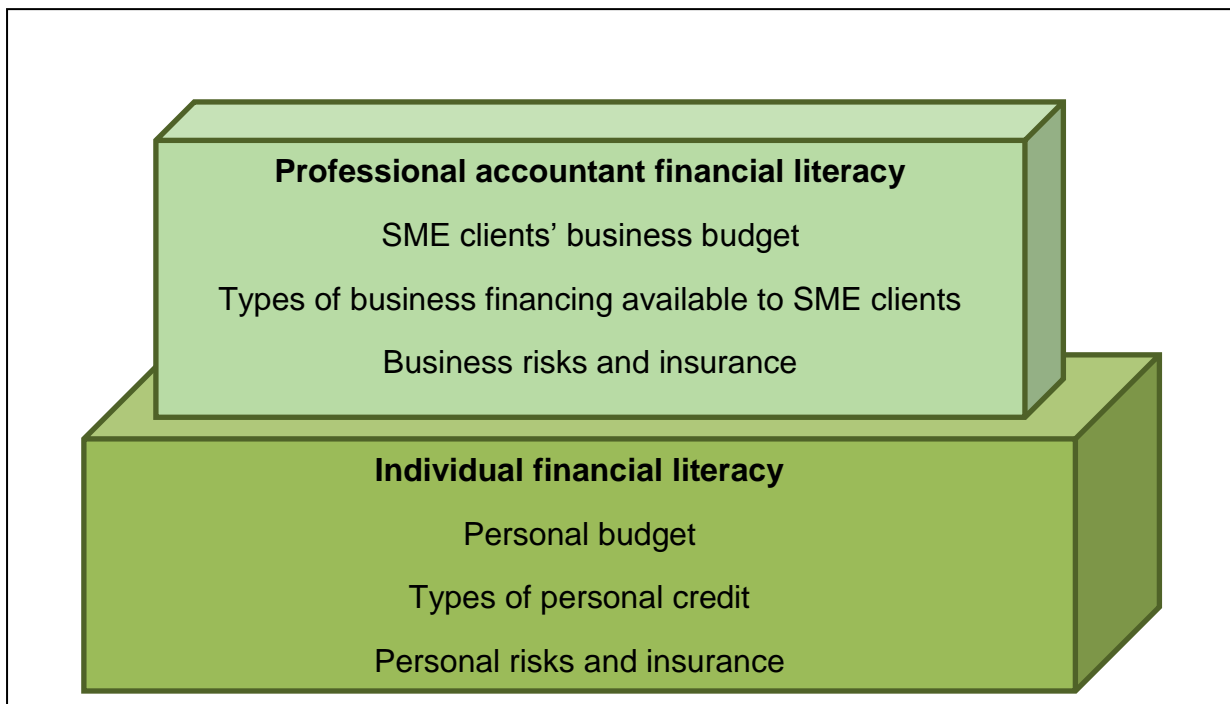 Professional accountant financial literacy
SME clients’ business budget
Types of business financing available to SME clients
Business risks and insurance
Individual financial literacy
Personal budget
Types of personal credit
Personal risks and insurance